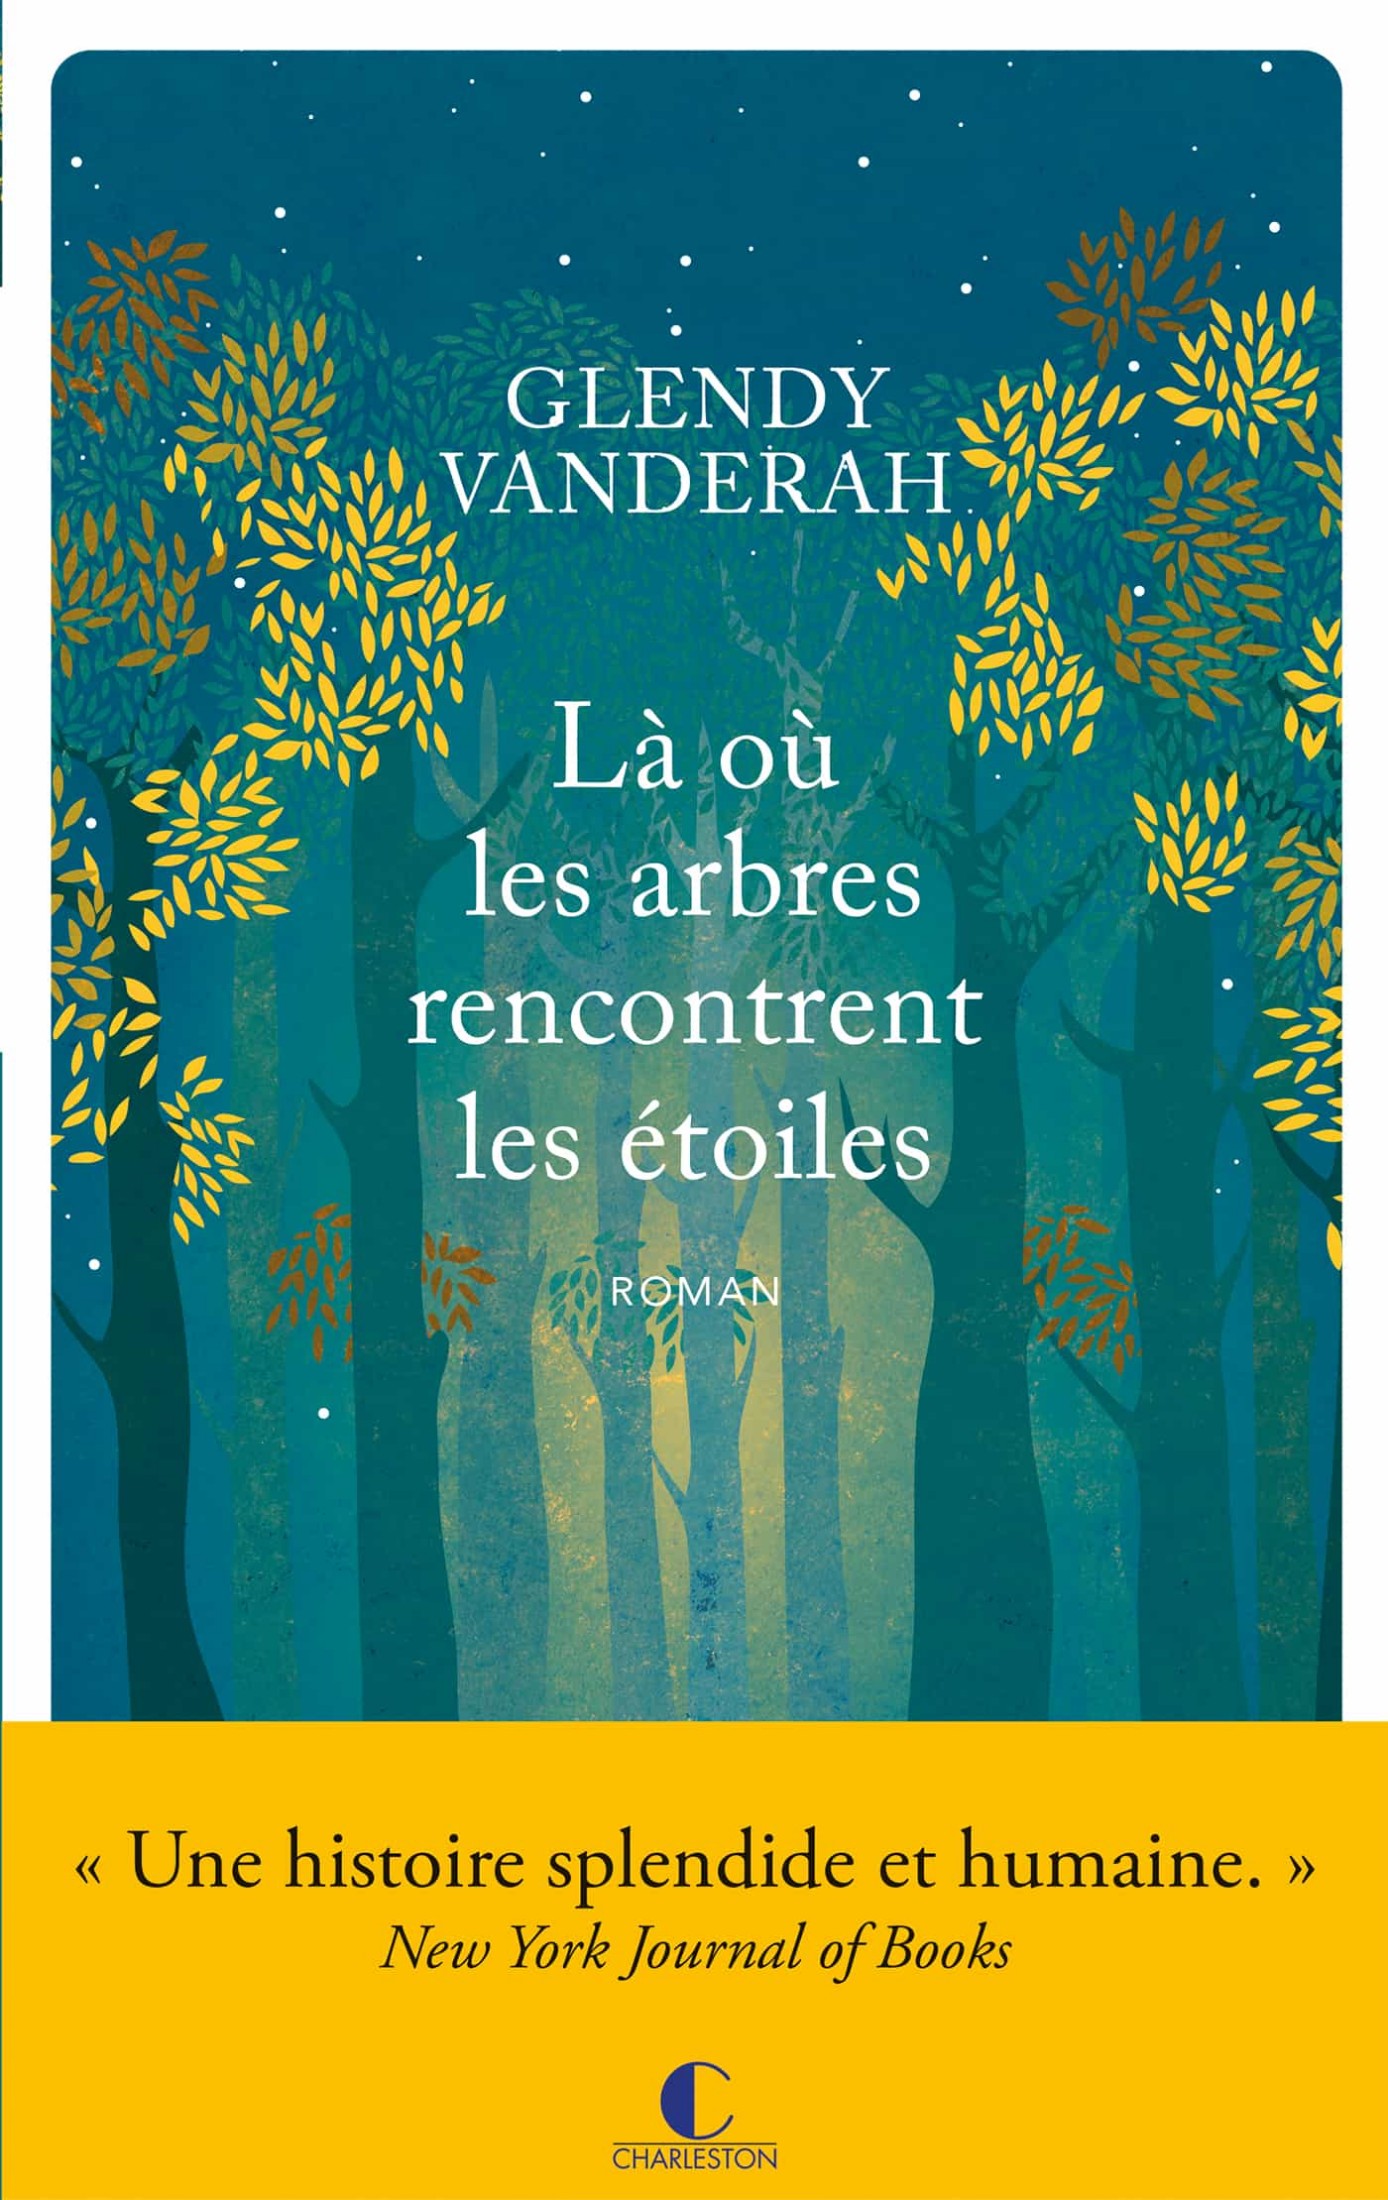 GLENDY
VANDERAH
Là où
les arbres
rencontrent
les étoiles
ROMAN
« Une histoire splendide et humaine. »
New York Journal of Books
C
CHARLESTON